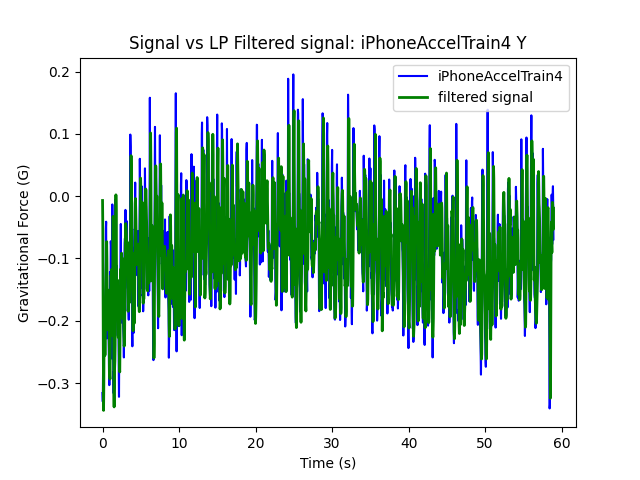 Signal vs LP Filtered signal: iPhoneAccelTrain4 Y
iPhoneAccelTrain4
filtered signal
Gravitational Force (G)
0.2
0.1
0.0
−0.1
−0.2
−0.3
0 10 20 30 40 50 60
Time (s)